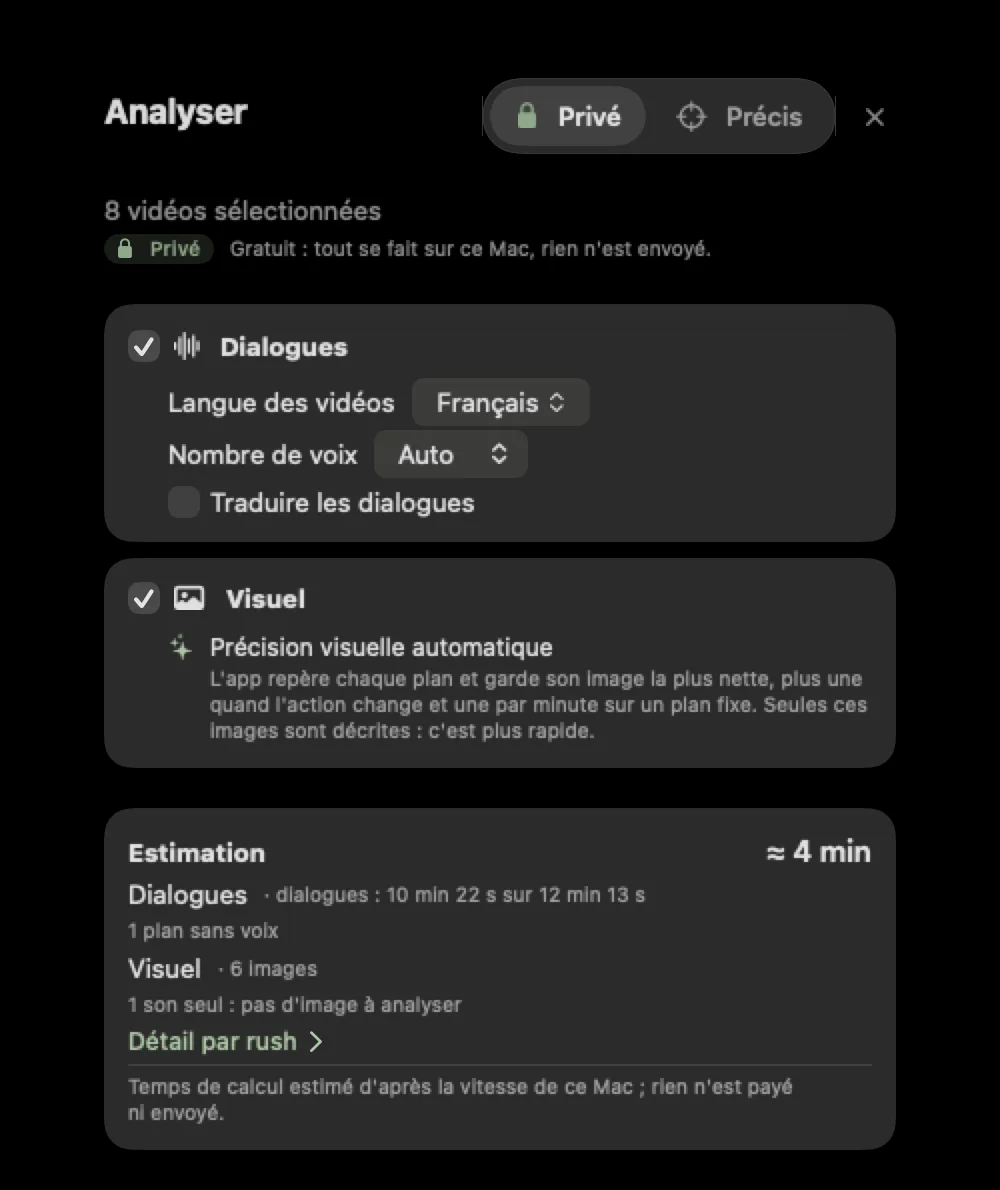 Analyser
Privé
Précis
8 vidéos sélectionnées
Privé
Gratuit : tout se fait sur ce Mac, rien n'est envoyé.
Dialogues
Langue des vidéos
Français
Nombre de voix
Auto
Traduire les dialogues
Visuel
Précision visuelle automatique
L'app repère chaque plan et garde son image la plus nette, plus une
quand l'action change et une par minute sur un plan fixe. Seules ces
images sont décrites : c'est plus rapide.
Estimation
≈ 4 min
Dialogues · dialogues : 10 min 22 s sur 12 min 13 s
1 plan sans voix
Visuel · 6 images
1 son seul : pas d'image à analyser
Détail par rush
Temps de calcul estimé d'après la vitesse de ce Mac ; rien n'est payé
ni envoyé.